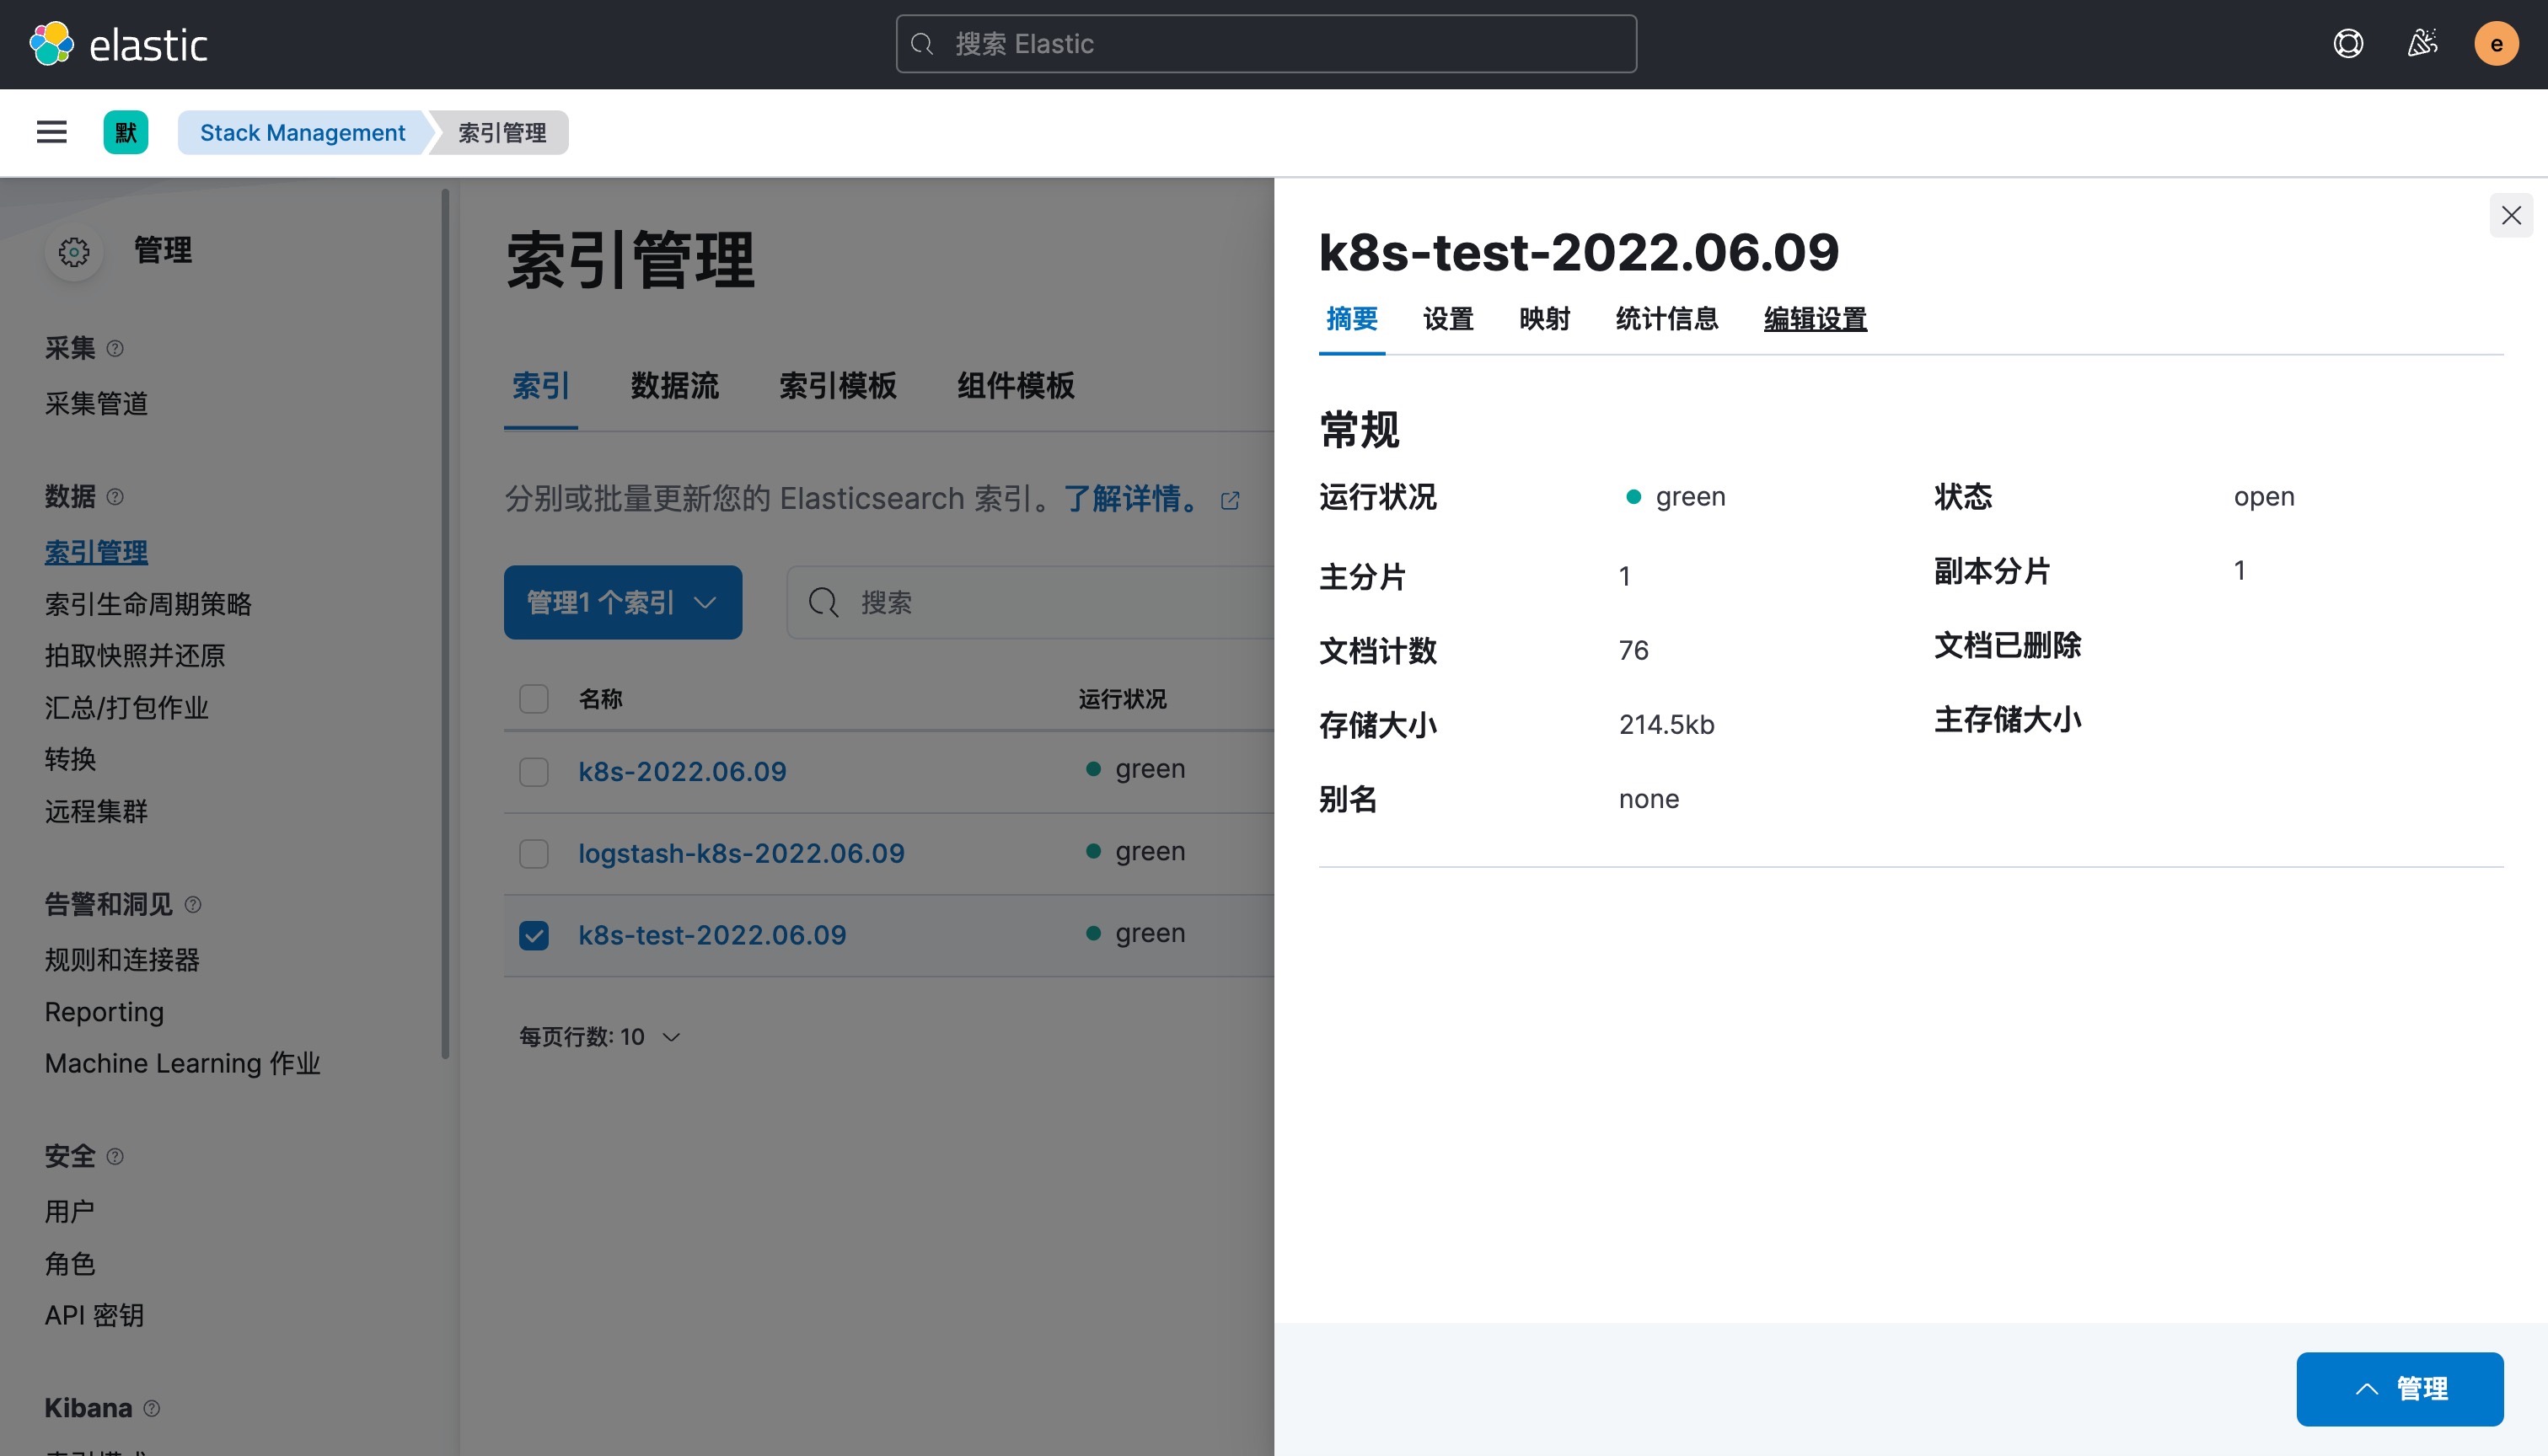 elastic
搜索 Elastic
e
默
Stack Management
索引管理
管理
采集
采集管道
数据
索引管理
索引生命周期策略
拍取快照并还原
汇总/打包作业
转换
远程集群
告警和洞见
规则和连接器
Reporting
Machine Learning 作业
安全
用户
角色
API 密钥
Kibana
索引管理
索引 数据流 索引模板 组件模板
分别或批量更新您的 Elasticsearch 索引。了解详情。
管理1 个索引
搜索
名称 运行状况
k8s-2022.06.09 green
logstash-k8s-2022.06.09 green
k8s-test-2022.06.09 green
每页行数: 10
k8s-test-2022.06.09
摘要 设置 映射 统计信息 编辑设置
常规
运行状况 green 状态 open
主分片 1 副本分片 1
文档计数 76 文档已删除
存储大小 214.5kb 主存储大小
别名 none
管理